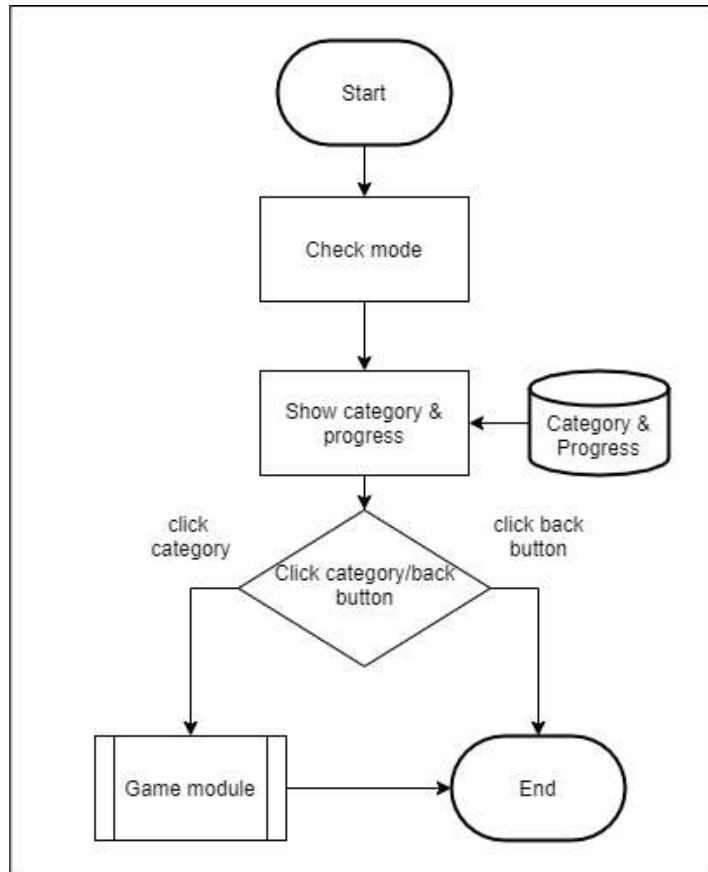 Start
Check mode
Show category &
progress
Category &
Progress
click
category
click back
button
Click category/back
button
Game module
End